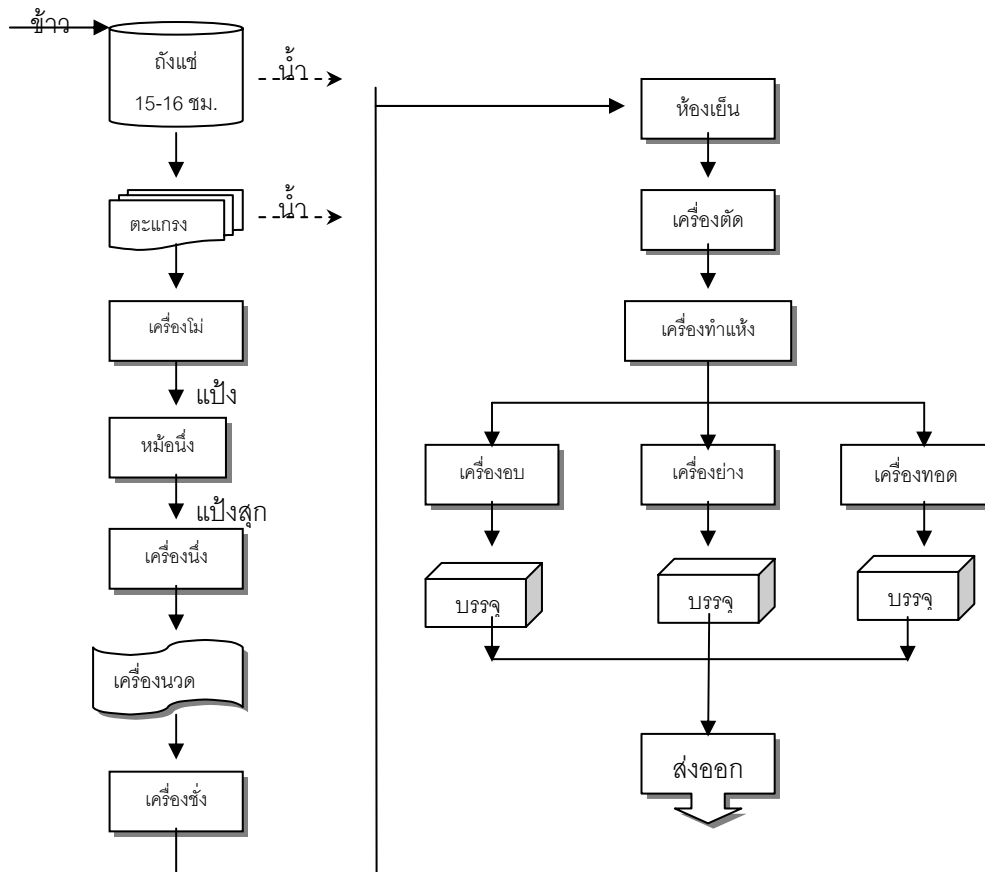 ข้าว
ถังแช่
15-16 ชม.
น้ำ
ตะแกรง
น้ำ
เครื่องโม่
แป้ง
หม้อนึ่ง
แป้งสุก
เครื่องนึ่ง
เครื่องนวด
เครื่องชั่ง
ห้องเย็น
เครื่องตัด
เครื่องทำแห้ง
เครื่องอบ
เครื่องย่าง
เครื่องทอด
บรรจุ
บรรจุ
บรรจุ
ส่งออก